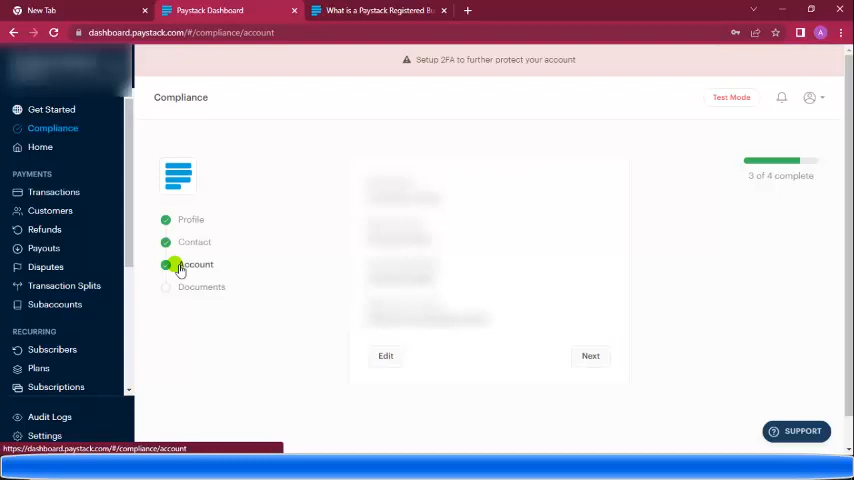 New Tab
Paystack Dashboard
What is a Paystack Registered Bu
dashboard.paystack.com/#/compliance/account
A
Setup 2FA to further protect your account
Get Started
Compliance
Home
PAYMENTS
Transactions
Customers
Refunds
Payouts
Disputes
Transaction Splits
Subaccounts
RECURRING
Subscribers
Plans
Subscriptions
Audit Logs
Settings
Compliance
Test Mode
Profile
Contact
Account
Documents
3 of 4 complete
Edit
Next
SUPPORT
https://dashboard.paystack.com/#/compliance/account